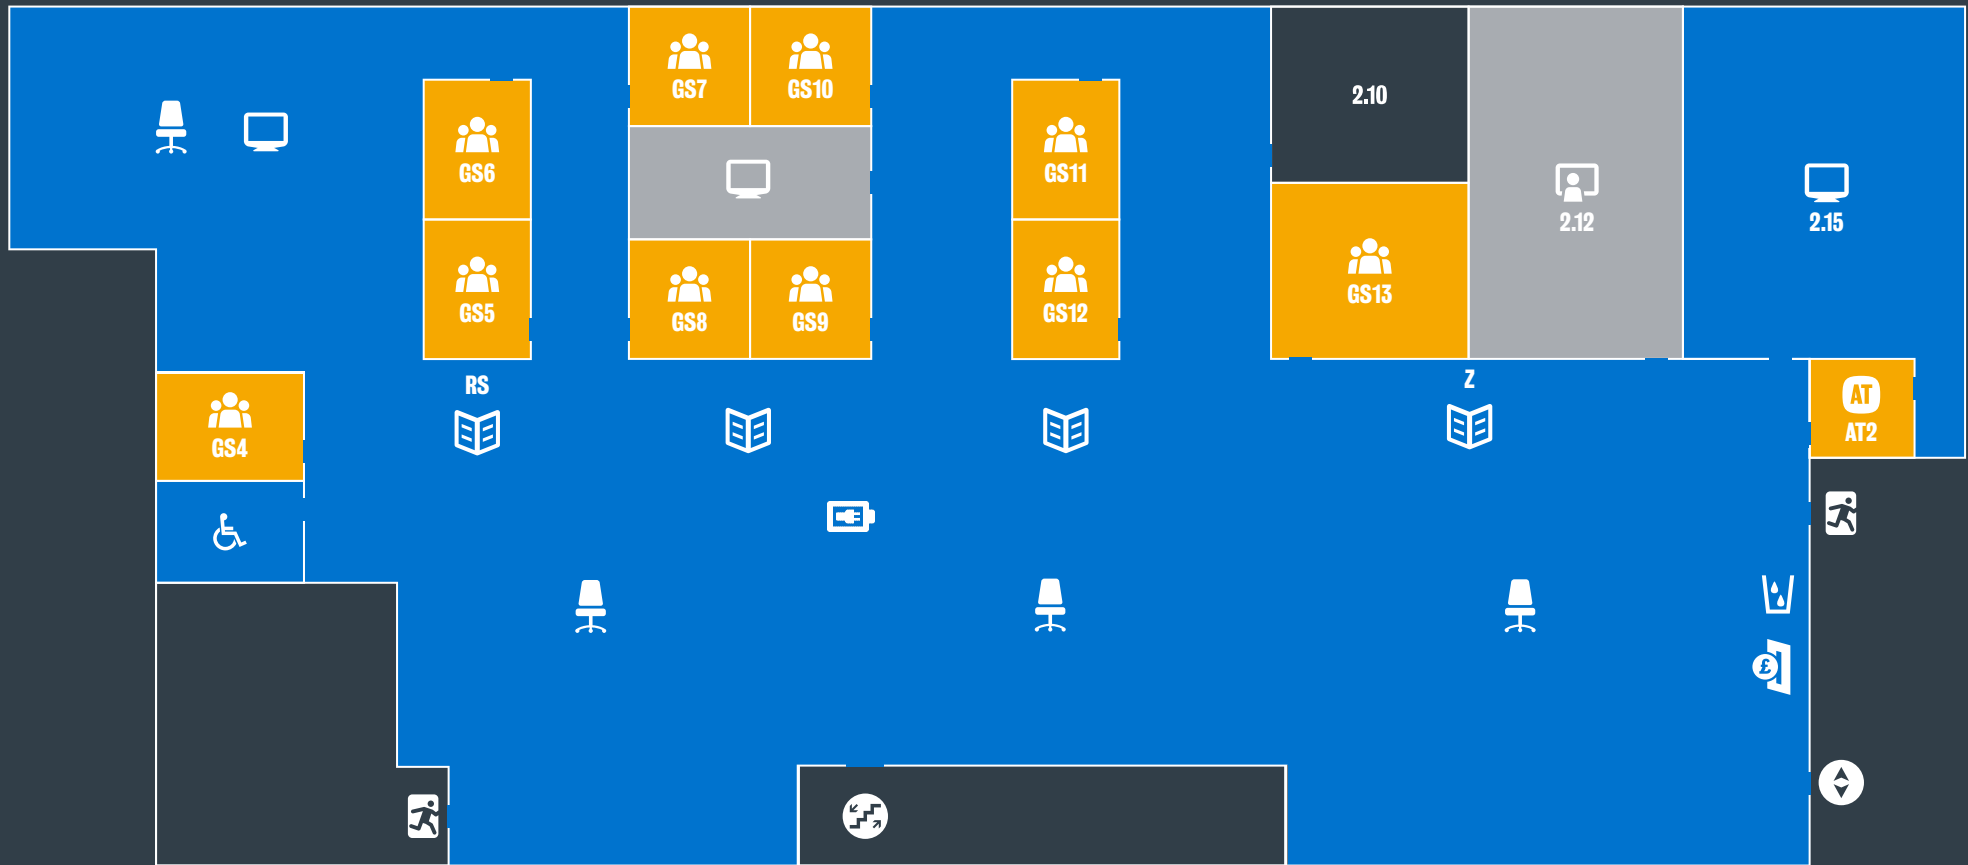 GS7
GS10
2.10
GS6
GS11
2.12
2.15
GS13
GS5
GS8
GS9
GS12
RS
Z
AT
AT2
GS4
£